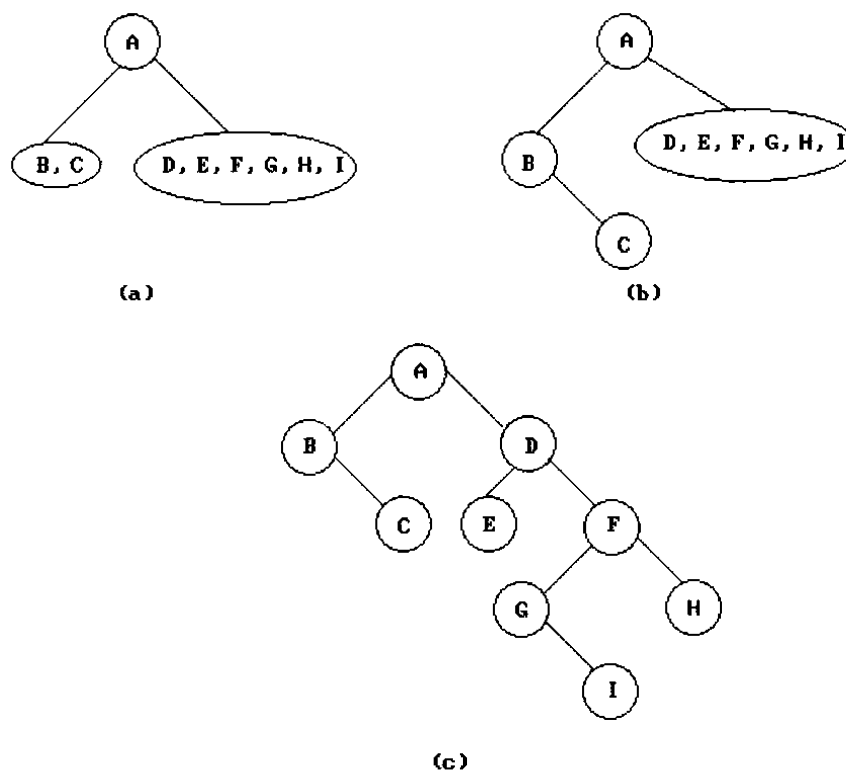 A
B, C
D, E, F, G, H, I
(a)
A
B
D, E, F, G, H, I
C
(b)
A
B
D
C
E
F
G
H
I
(c)